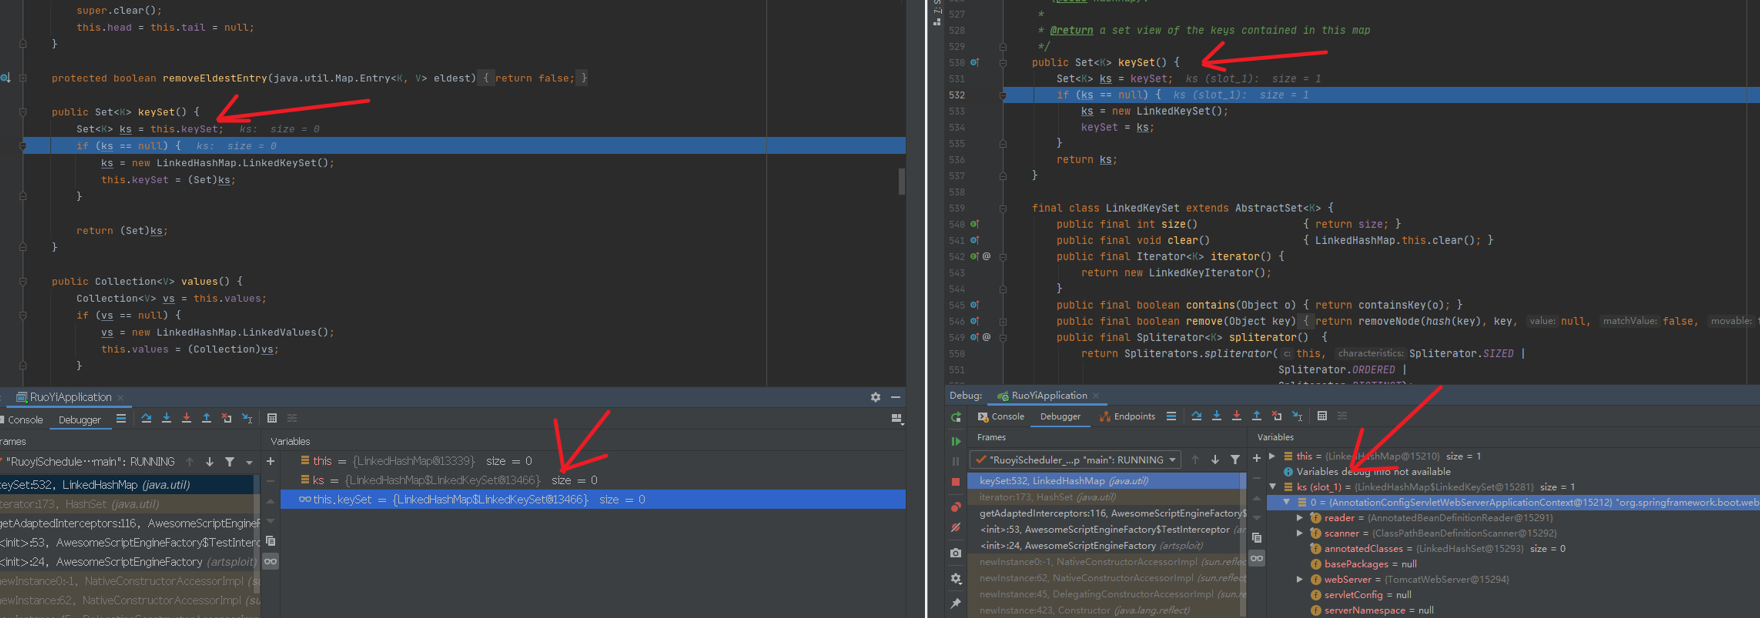 super.clear();
this.head = this.tail = null;
}
protected boolean removeEldestEntry(java.util.Map.Entry<K, V> eldest) { return false; }
public Set<K> keySet() {
Set<K> ks = this.keySet; ks: size = 0
if (ks == null) { ks: size = 0
ks = new LinkedHashMap.LinkedKeySet();
this.keySet = (Set)ks;
}
return (Set)ks;
}
public Collection<V> values() {
Collection<V> vs = this.values;
if (vs == null) {
vs = new LinkedHashMap.LinkedValues();
this.values = (Collection)vs;
}
RuoYiApplication ×
Console Debugger
rames Variables
"RuoyiSchedule...main": RUNNING
keySet:532, LinkedHashMap (java.util)
iterator:173, HashSet (java.util)
getAdaptedInterceptors:116, AwesomeScriptEngineF
<init>:53, AwesomeScriptEngineFactory$TestInterc
<init>:24, AwesomeScriptEngineFactory (artsploit)
newInstance0:-1, NativeConstructorAccessorImpl (su
newInstance:62, NativeConstructorAccessorImpl (su
newInstance:45, DelegatingConstructorAccessorImp
this = {LinkedHashMap@13339} size = 0
ks = {LinkedHashMap$LinkedKeySet@13466} size = 0
this.keySet = {LinkedHashMap$LinkedKeySet@13466} size = 0
527 *
528 * @return a set view of the keys contained in this map
529 */
530 public Set<K> keySet() {
531 Set<K> ks = keySet; ks (slot_1): size = 1
532 if (ks == null) { ks (slot_1): size = 1
533 ks = new LinkedKeySet();
534 keySet = ks;
535 }
536 return ks;
537 }
538
539 final class LinkedKeySet extends AbstractSet<K> {
540 public final int size() { return size; }
541 public final void clear() { LinkedHashMap.this.clear(); }
542 @ public final Iterator<K> iterator() {
543 return new LinkedKeyIterator();
544 }
545 public final boolean contains(Object o) { return containsKey(o); }
546 public final boolean remove(Object key) { return removeNode(hash(key), key, value: null, matchValue: false, movable: t
549 @ public final Spliterator<K> spliterator() {
550 return Spliterators.spliterator( c: this, characteristics: Spliterator.SIZED |
551 Spliterator.ORDERED |
Spliterator.DISTINCT);
Debug: RuoYiApplication ×
Console Debugger Endpoints
Frames Variables
"RuoyiScheduler_...p "main": RUNNING
keySet:532, LinkedHashMap (java.util)
iterator:173, HashSet (java.util)
getAdaptedInterceptors:116, AwesomeScriptEngineFactory$
<init>:53, AwesomeScriptEngineFactory$TestInterceptor (arts
<init>:24, AwesomeScriptEngineFactory (artsploit)
newInstance0:-1, NativeConstructorAccessorImpl (sun.reflect
newInstance:62, NativeConstructorAccessorImpl (sun.reflect
newInstance:45, DelegatingConstructorAccessorImpl (sun.re
newInstance:423, Constructor (java.lang.reflect)
this = {LinkedHashMap@15210} size = 1
Variables debug info not available
ks (slot_1) = {LinkedHashMap$LinkedKeySet@15281} size = 1
0 = {AnnotationConfigServletWebServerApplicationContext@15212} "org.springframework.boot.web
reader = {AnnotatedBeanDefinitionReader@15291}
scanner = {ClassPathBeanDefinitionScanner@15292}
annotatedClasses = {LinkedHashSet@15293} size = 0
basePackages = null
webServer = {TomcatWebServer@15294}
servletConfig = null
serverNamespace = null